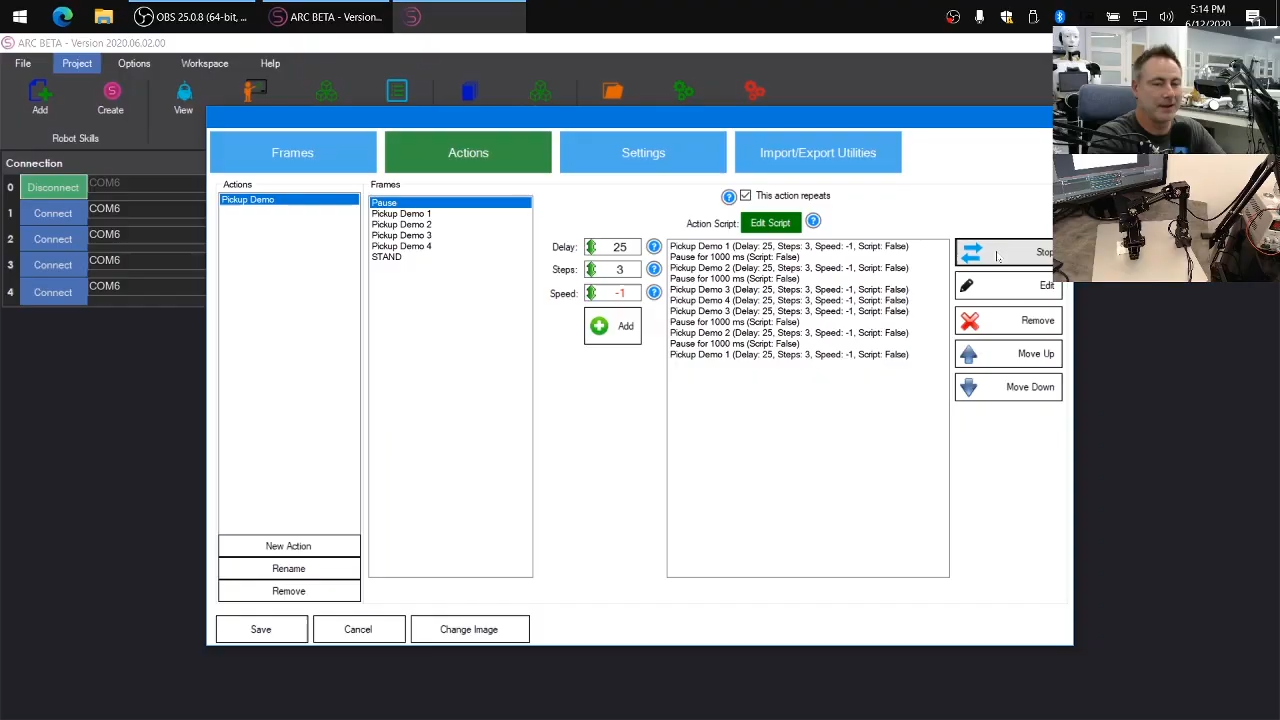 OBS 25.0.8 (64-bit, ...
ARC BETA - Version...
5:14 PM
6/12/2020
ARC BETA - Version 2020.06.02.00
File
Project
Options
Workspace
Help
Add
Create
View
Robot Skills
Connection
0
Disconnect
COM6
1
Connect
COM6
2
Connect
COM6
3
Connect
COM6
4
Connect
COM6
Frames
Actions
Settings
Import/Export Utilities
Actions
Pickup Demo
New Action
Rename
Remove
Frames
Pause
Pickup Demo 1
Pickup Demo 2
Pickup Demo 3
Pickup Demo 4
STAND
Delay:
25
Steps:
3
Speed:
-1
Add
This action repeats
Action Script:
Edit Script
Pickup Demo 1 (Delay: 25, Steps: 3, Speed: -1, Script: False)
Pause for 1000 ms (Script: False)
Pickup Demo 2 (Delay: 25, Steps: 3, Speed: -1, Script: False)
Pause for 1000 ms (Script: False)
Pickup Demo 3 (Delay: 25, Steps: 3, Speed: -1, Script: False)
Pickup Demo 4 (Delay: 25, Steps: 3, Speed: -1, Script: False)
Pickup Demo 3 (Delay: 25, Steps: 3, Speed: -1, Script: False)
Pause for 1000 ms (Script: False)
Pickup Demo 2 (Delay: 25, Steps: 3, Speed: -1, Script: False)
Pause for 1000 ms (Script: False)
Pickup Demo 1 (Delay: 25, Steps: 3, Speed: -1, Script: False)
Stop
Edit
Remove
Move Up
Move Down
Save
Cancel
Change Image